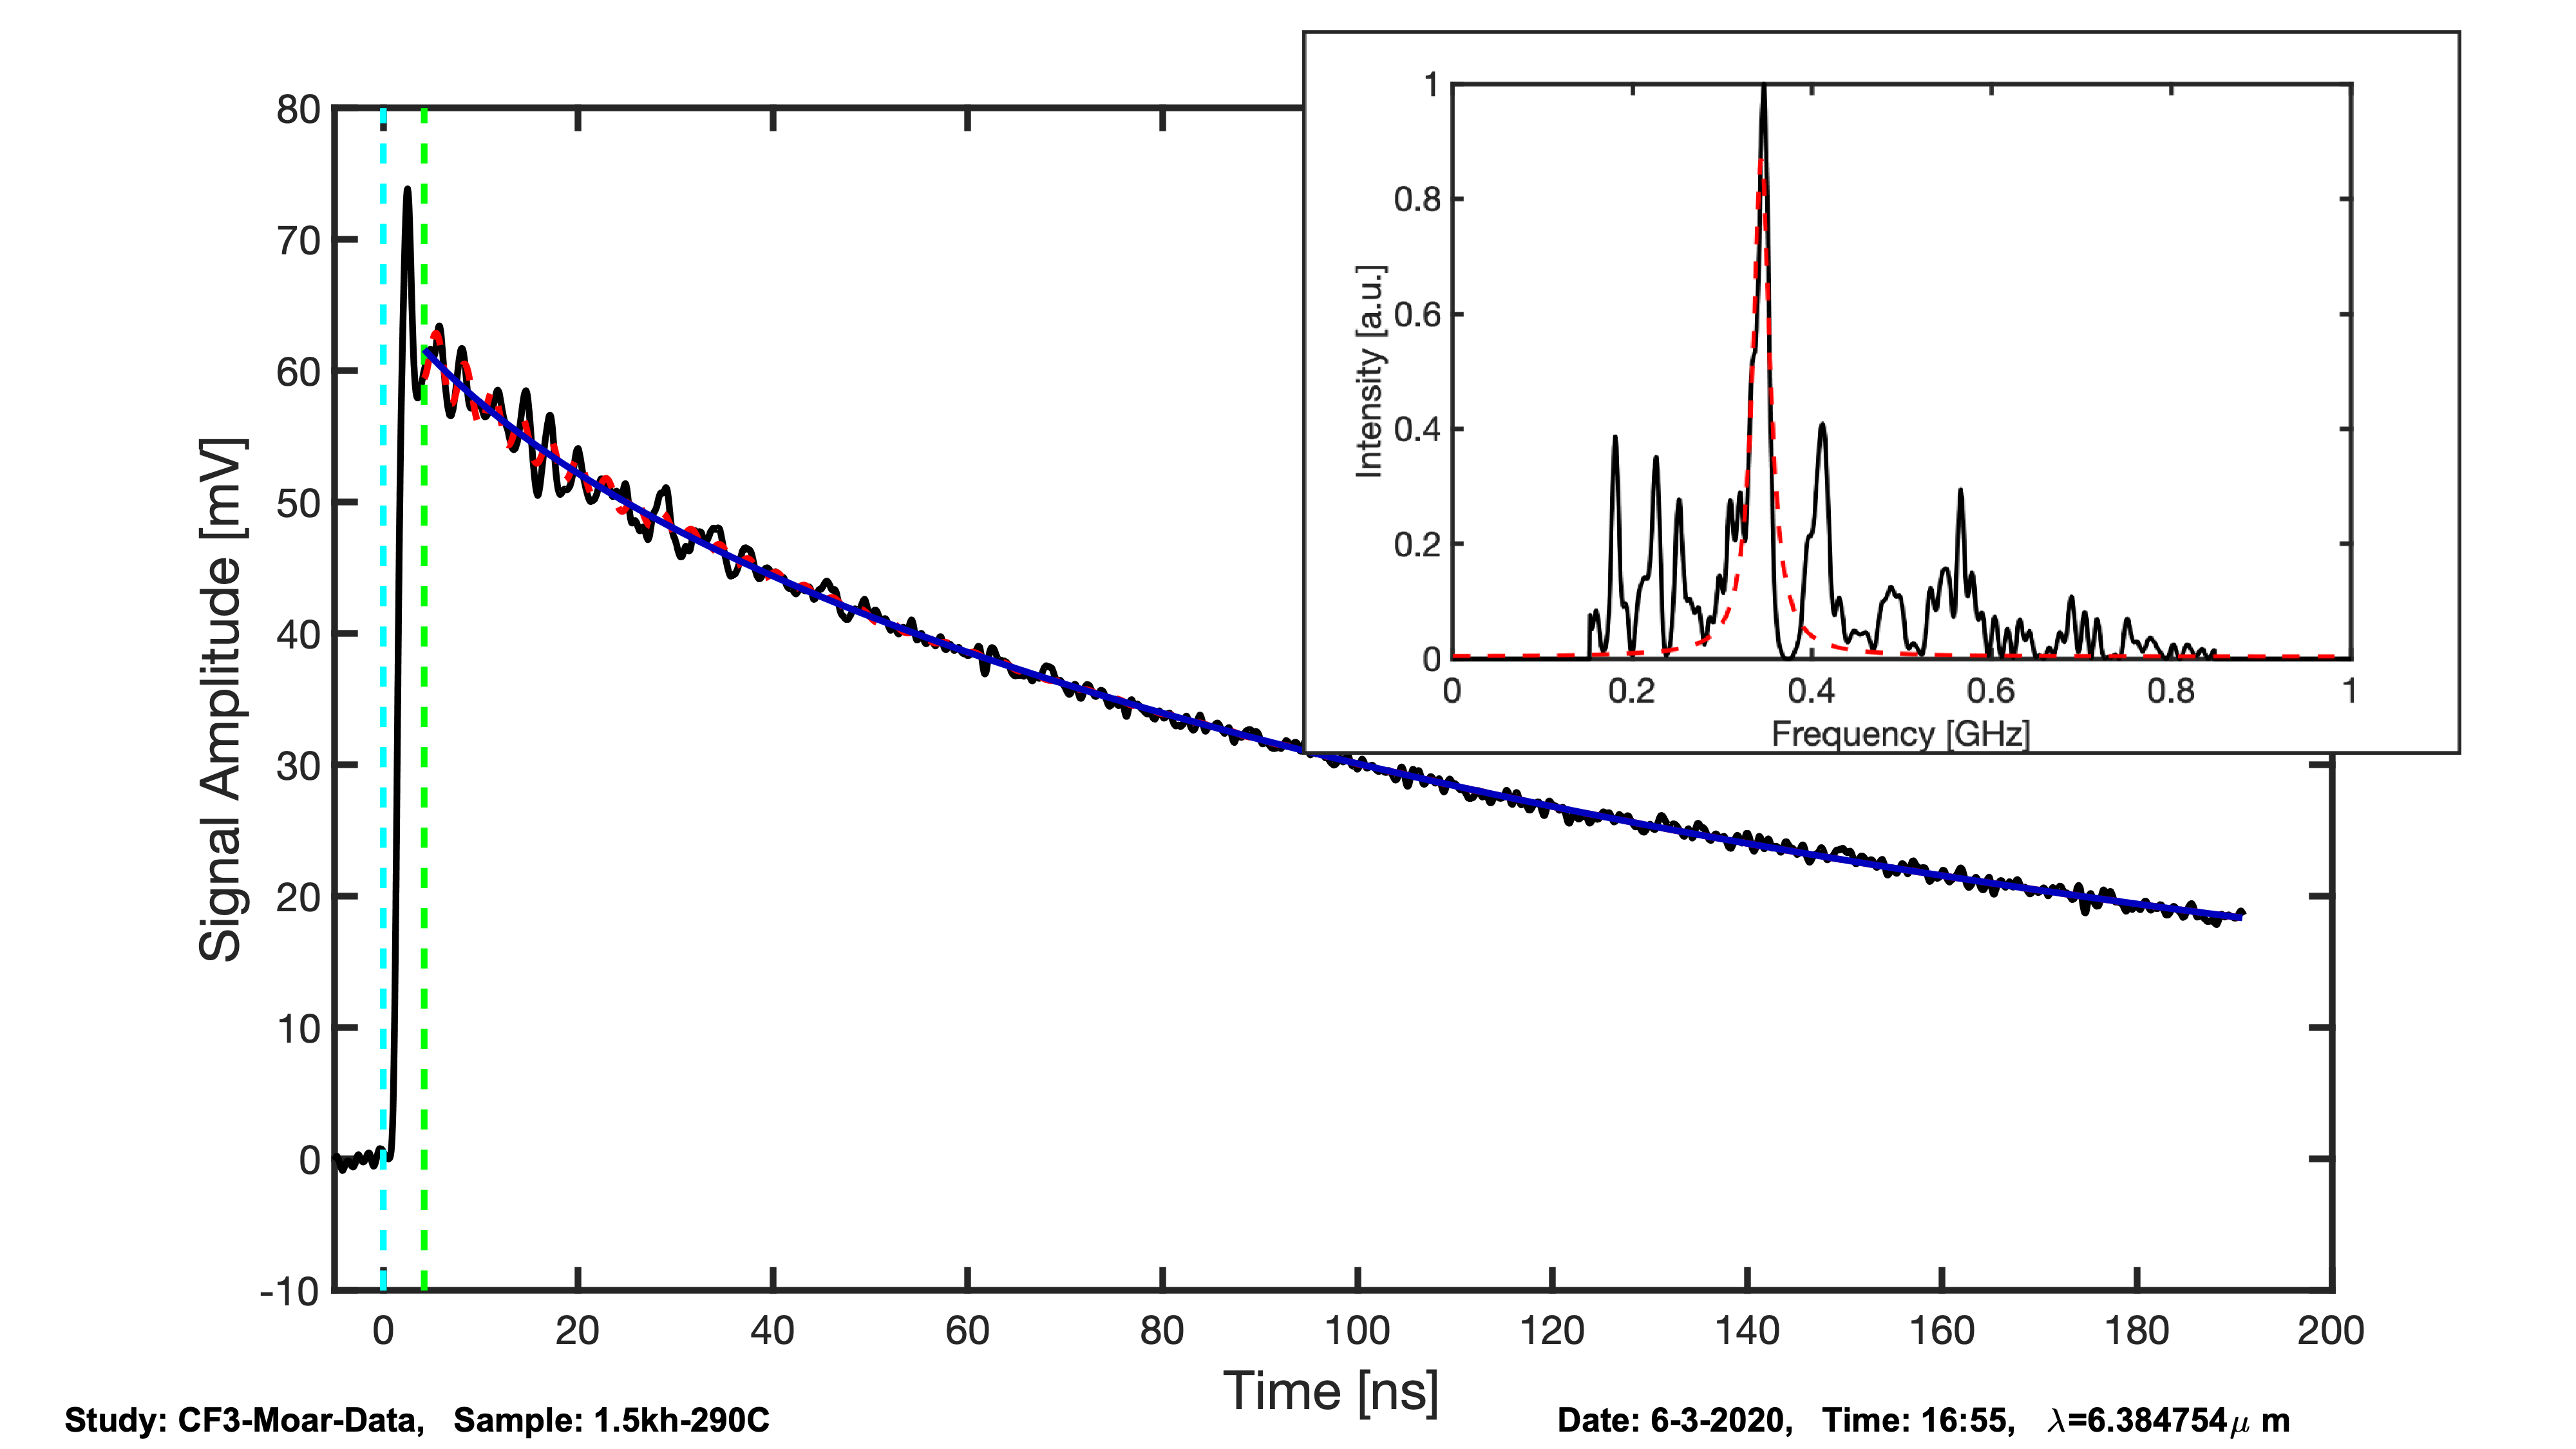 80
70
60
50
40
30
20
10
0
-10
Signal Amplitude [mV]
0 20 40 60 80 100 120 140 160 180 200
Time [ns]
1
0.8
0.6
0.4
0.2
0
Intensity [a.u.]
0 0.2 0.4 0.6 0.8 1
Frequency [GHz]
Study: CF3-Moar-Data, Sample: 1.5kh-290C
Date: 6-3-2020, Time: 16:55, λ=6.384754μ m